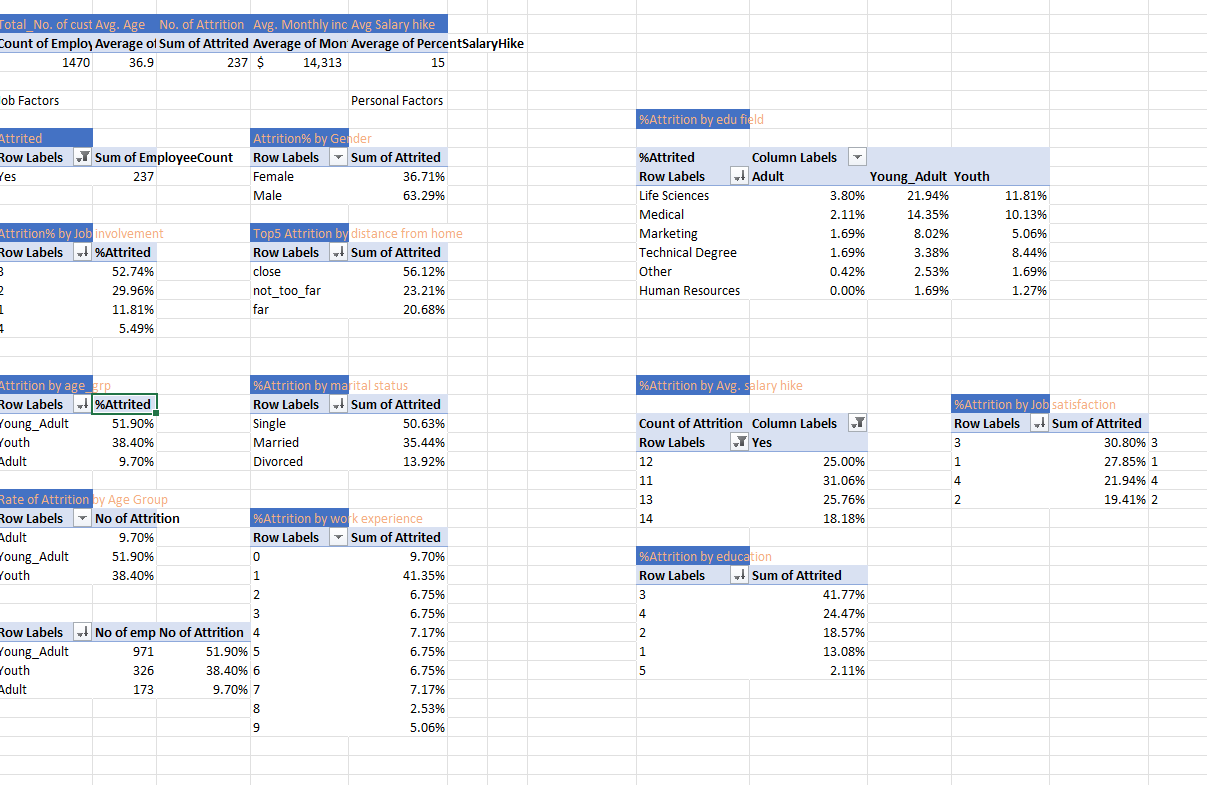 Total_No. of cust Avg. Age No. of Attrition Avg. Monthly inc Avg Salary hike
Count of Employ Average of Sum of Attrited Average of Mon Average of PercentSalaryHike
1470 36.9 237 $ 14,313 15
ob Factors Personal Factors
%Attrition by edu field
Attrited Attrition% by Gender
Row Labels Sum of EmployeeCount Row Labels Sum of Attrited %Attrited Column Labels
Yes 237 Female 36.71% Row Labels Adult Young_Adult Youth
Male 63.29% Life Sciences 3.80% 21.94% 11.81%
Medical 2.11% 14.35% 10.13%
Attrition% by Job involvement Top5 Attrition by distance from home Marketing 1.69% 8.02% 5.06%
Row Labels %Attrited Row Labels Sum of Attrited Technical Degree 1.69% 3.38% 8.44%
3 52.74% close 56.12% Other 0.42% 2.53% 1.69%
2 29.96% not_too_far 23.21% Human Resources 0.00% 1.69% 1.27%
1 11.81% far 20.68%
4 5.49%
Attrition by age_grp %Attrition by marital status %Attrition by Avg. salary hike
Row Labels %Attrited Row Labels Sum of Attrited %Attrition by Job satisfaction
Young_Adult 51.90% Single 50.63% Count of Attrition Column Labels Row Labels Sum of Attrited
Youth 38.40% Married 35.44% Row Labels Yes 3 30.80% 3
Adult 9.70% Divorced 13.92% 12 25.00% 1 27.85% 1
11 31.06% 4 21.94% 4
Rate of Attrition by Age Group 13 25.76% 2 19.41% 2
Row Labels No of Attrition %Attrition by work experience 14 18.18%
Adult 9.70% Row Labels Sum of Attrited
Young_Adult 51.90% 0 9.70% %Attrition by education
Youth 38.40% 1 41.35% Row Labels Sum of Attrited
2 6.75% 3 41.77%
3 6.75% 4 24.47%
Row Labels No of emp No of Attrition 4 7.17% 2 18.57%
Young_Adult 971 51.90% 5 6.75% 1 13.08%
Youth 326 38.40% 6 6.75% 5 2.11%
Adult 173 9.70% 7 7.17%
8 2.53%
9 5.06%